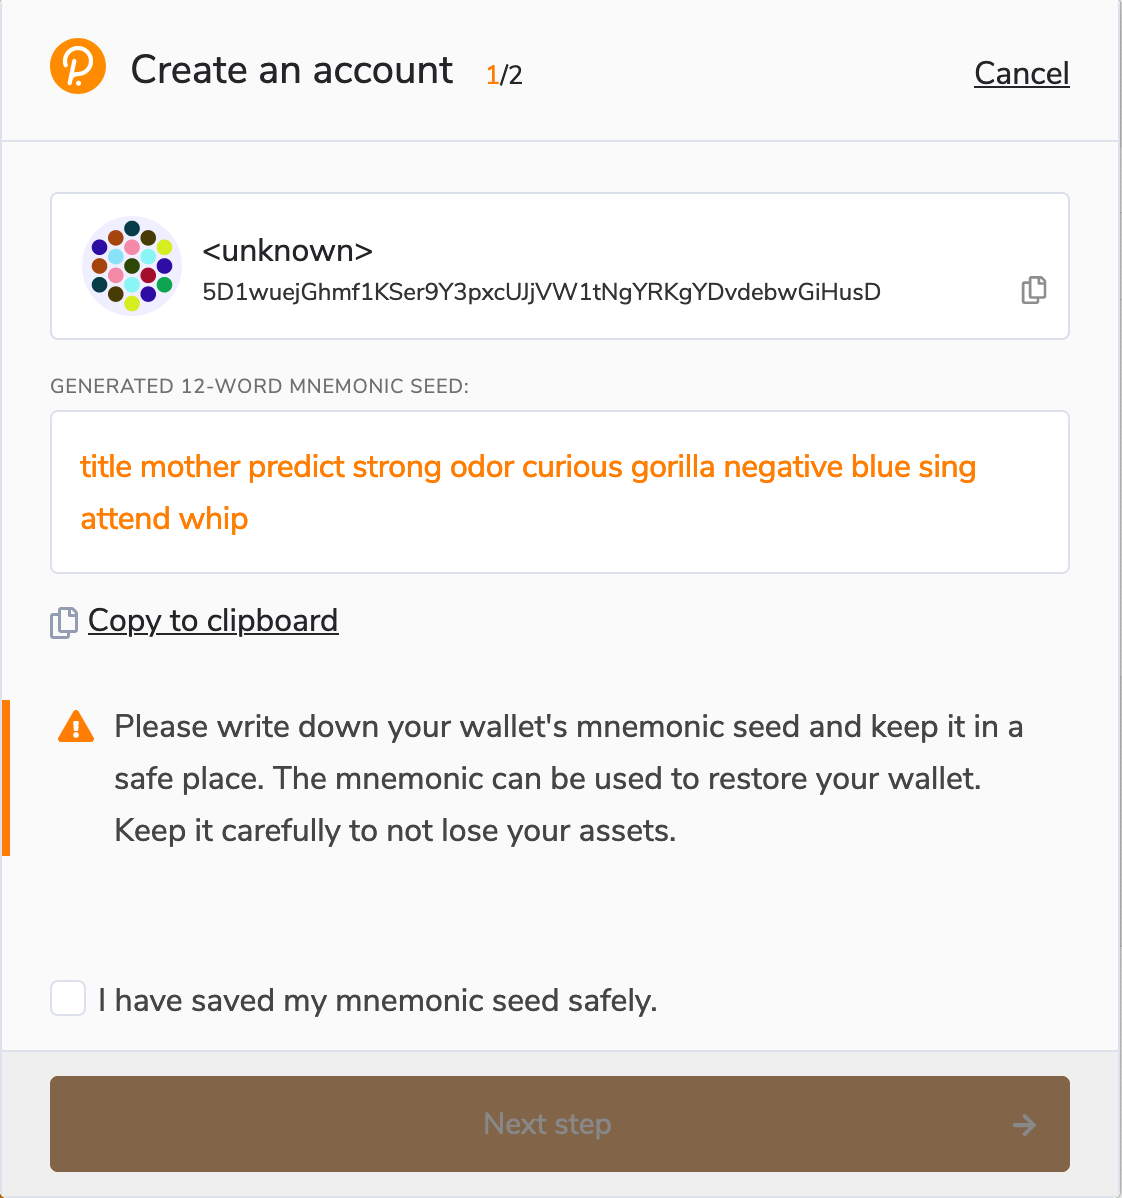 Create an account 1/2 Cancel
<unknown>
5D1wuejGhmf1KSer9Y3pxcUJjVW1tNgYRKgYDvdebwGiHusD
GENERATED 12-WORD MNEMONIC SEED:
title mother predict strong odor curious gorilla negative blue sing
attend whip
Copy to clipboard
Please write down your wallet's mnemonic seed and keep it in a
safe place. The mnemonic can be used to restore your wallet.
Keep it carefully to not lose your assets.
I have saved my mnemonic seed safely.
Next step